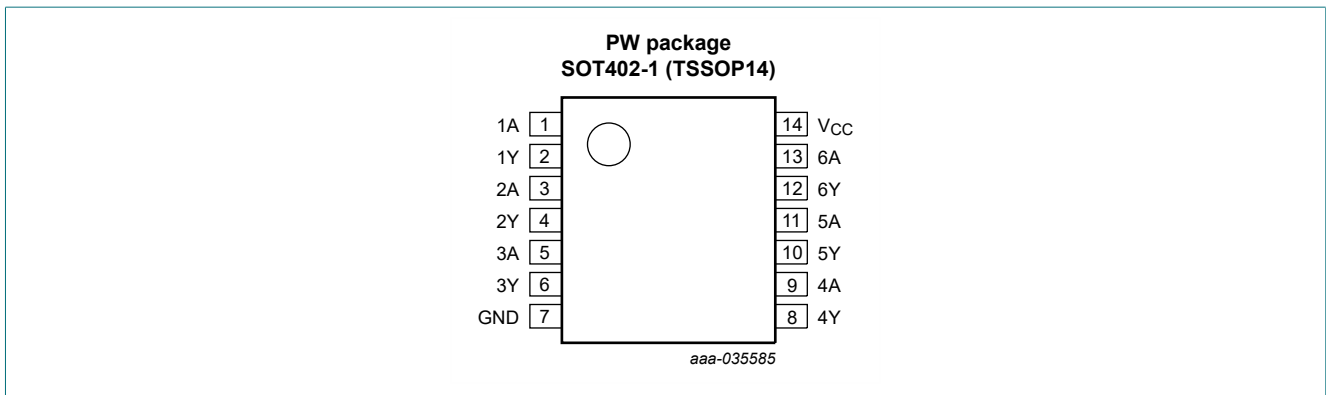 PW package
SOT402-1 (TSSOP14)
1A 1 14 VCC
1Y 2 13 6A
2A 3 12 6Y
2Y 4 11 5A
3A 5 10 5Y
3Y 6 9 4A
GND 7 8 4Y
aaa-035585